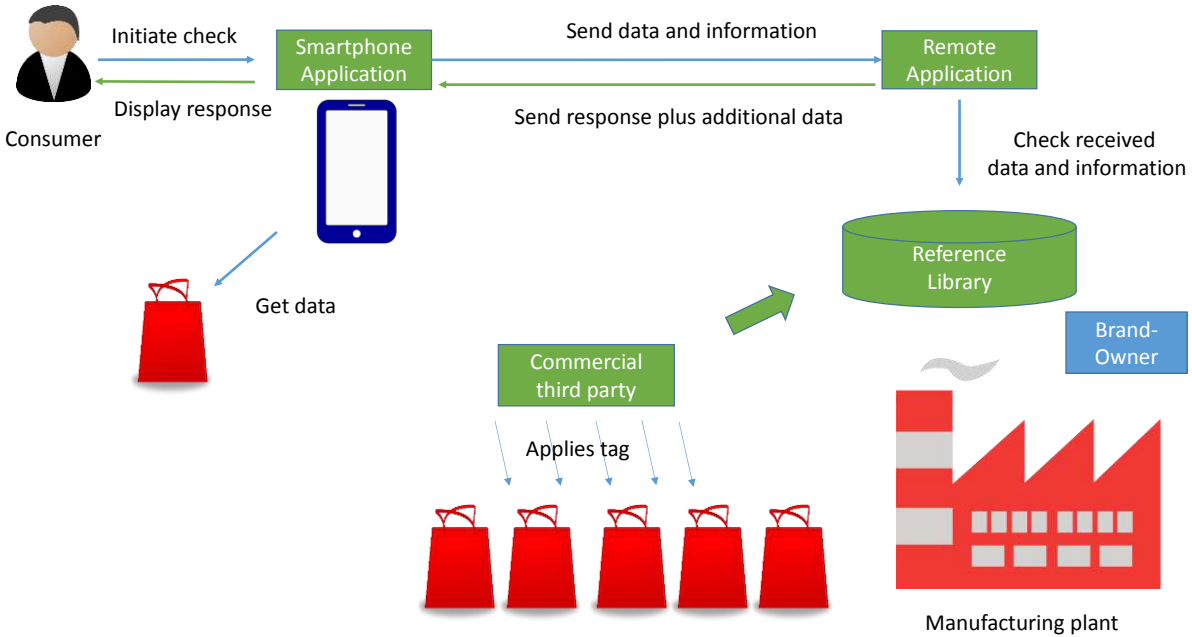 Initiate check
Smartphone
Application
Send data and information
Remote
Application
Display response
Send response plus additional data
Consumer
Check received
data and information
Reference
Library
Get data
Brand-
Owner
Commercial
third party
Applies tag
Manufacturing plant